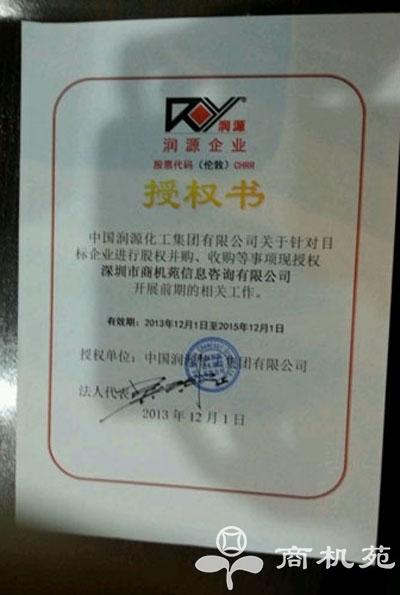 RY
润源
润源企业
股票代码（伦敦）CHRR
授权书
中国润源化工集团有限公司关于针对目
标企业进行股权并购、收购等事项现授权
深圳市商机苑信息咨询有限公司
开展前期的相关工作。
有效期：2013年12月1日至2015年12月1日
授权单位：中国润源化工集团有限公司
法人代表：
2013 年 12 月 1 日
商机苑